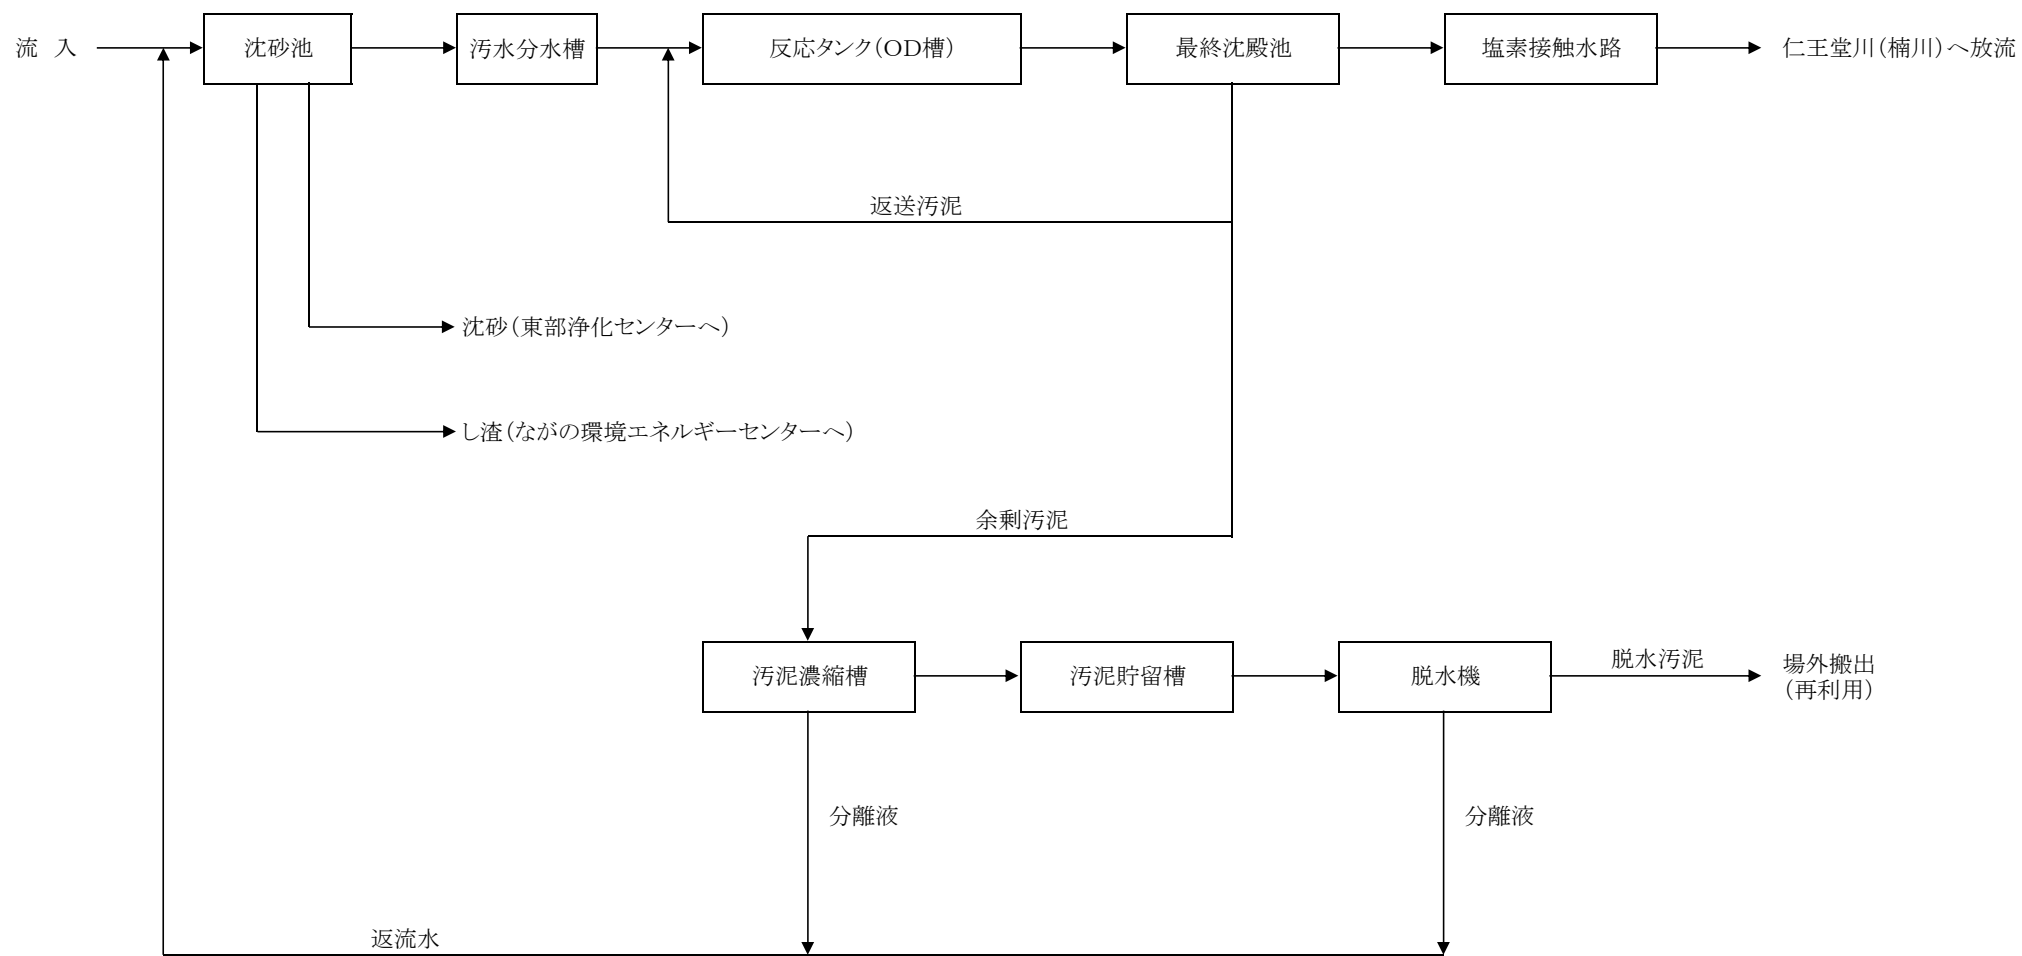 流 入
沈砂池
汚水分水槽
反応タンク(OD槽)
最終沈殿池
塩素接触水路
仁王堂川(楠川)へ放流
返送汚泥
沈砂(東部浄化センターへ)
し渣(ながの環境エネルギーセンターへ)
余剰汚泥
汚泥濃縮槽
汚泥貯留槽
脱水機
脱水汚泥
場外搬出
(再利用)
分離液
分離液
返流水